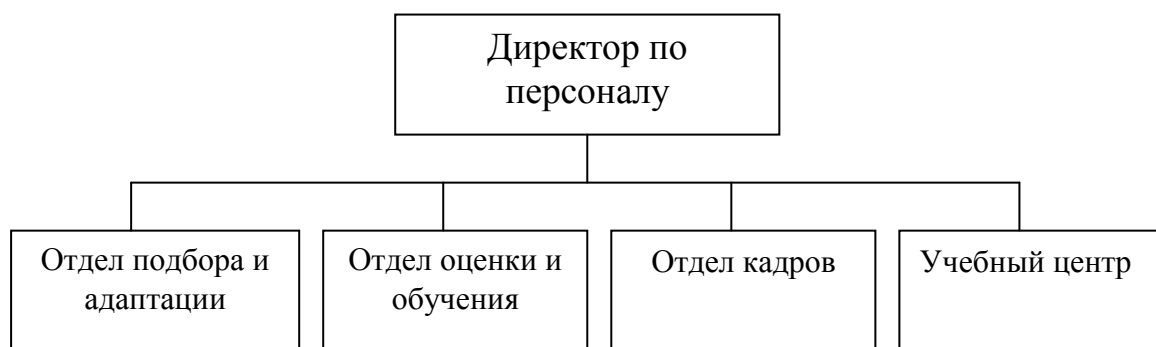 Директор по
персоналу
Отдел подбора и
адаптации
Отдел оценки и
обучения
Отдел кадров
Учебный центр